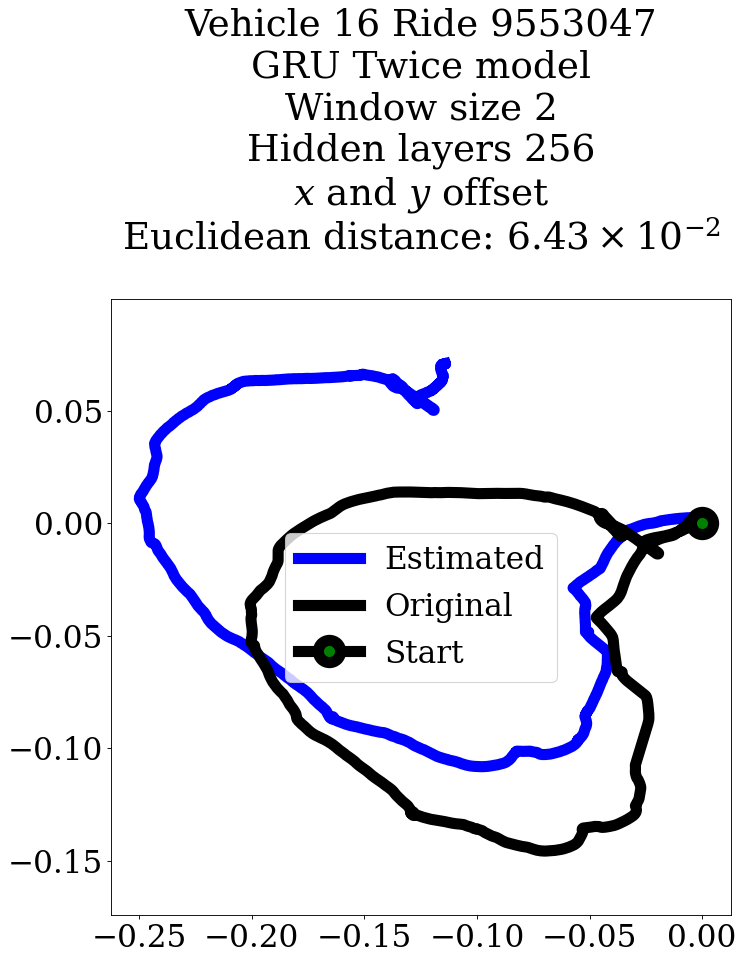 Vehicle 16 Ride 9553047
GRU Twice model
Window size 2
Hidden layers 256
x and y offset
Euclidean distance: 6.43 × 10⁻²
0.05
0.00
−0.05
−0.10
−0.15
Estimated
Original
Start
−0.25 −0.20 −0.15 −0.10 −0.05 0.00